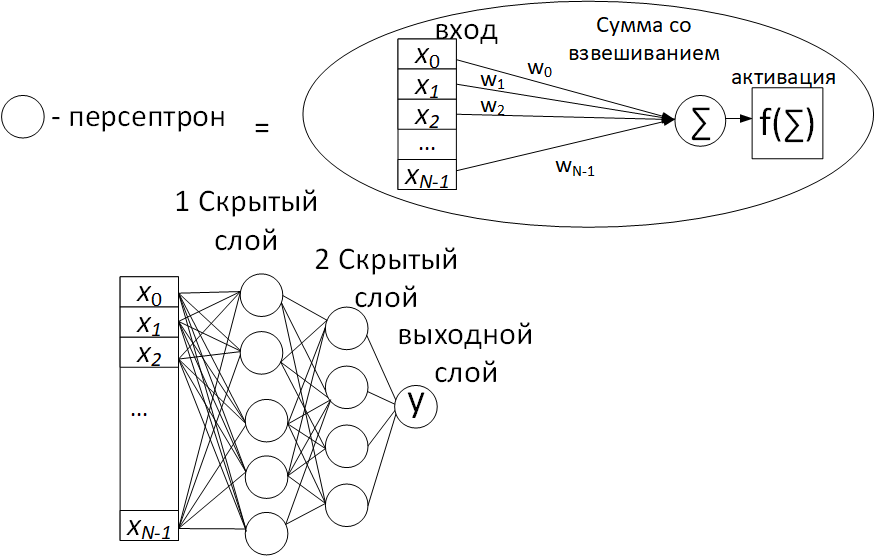 вход
Сумма со
взвешиванием
x0
w0
активация
x1
w1
- персептрон
=
x2
w2
∑
f(∑)
...
xN-1
wN-1
1 Скрытый
слой
2 Скрытый
слой
выходной
слой
x0
x1
x2
...
y
xN-1